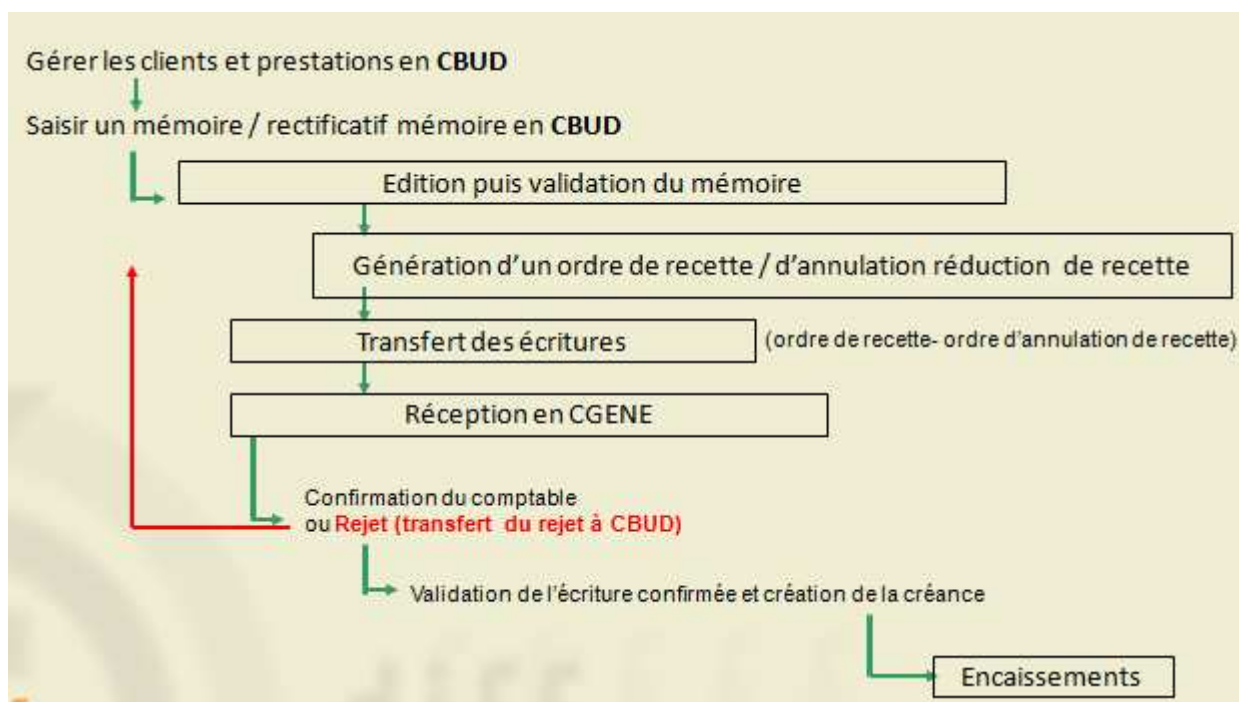 Gérer les clients et prestations en CBUD
Saisir un mémoire / rectificatif mémoire en CBUD
Edition puis validation du mémoire
Génération d'un ordre de recette / d'annulation réduction de recette
Transfert des écritures
(ordre de recette- ordre d'annulation de recette)
Réception en CGENE
Confirmation du comptable
ou Rejet (transfert du rejet à CBUD)
Validation de l'écriture confirmée et création de la créance
Encaissements